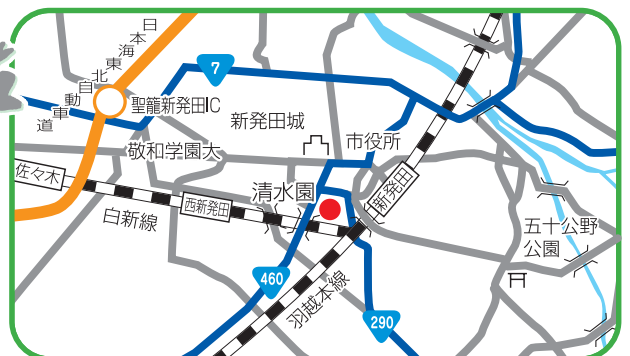 日本海東北自動車道
7
聖籠新発田IC
新発田城
市役所
敬和学園大
佐々木
新発田
清水園
西新発田
白新線
五十公野
公園
460
羽越本線
290